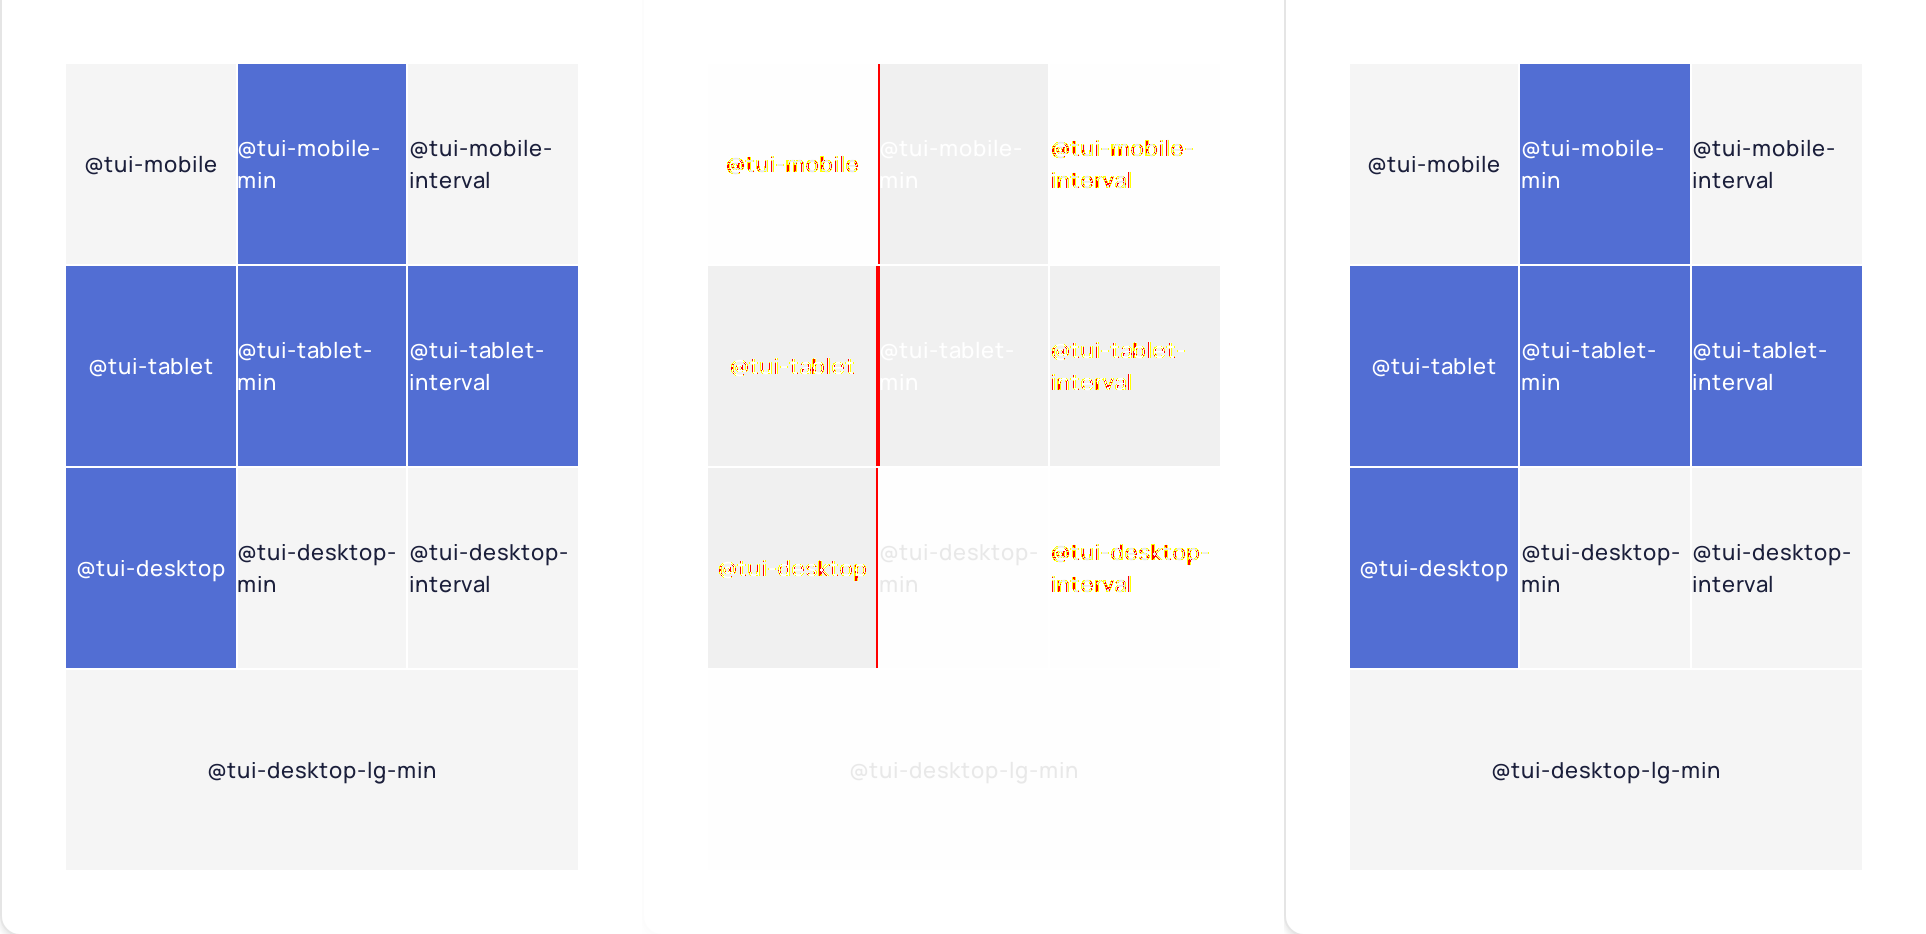 @tui-mobile
@tui-mobile-
min
@tui-mobile-
interval
@tui-tablet
@tui-tablet-
min
@tui-tablet-
interval
@tui-desktop
@tui-desktop-
min
@tui-desktop-
interval
@tui-desktop-lg-min
@tui-mobile
@tui-mobile-
min
@tui-mobile-
interval
@tui-tablet
@tui-tablet-
min
@tui-tablet-
interval
@tui-desktop
@tui-desktop-
min
@tui-desktop-
interval
@tui-desktop-lg-min
@tui-mobile
@tui-mobile-
min
@tui-mobile-
interval
@tui-tablet
@tui-tablet-
min
@tui-tablet-
interval
@tui-desktop
@tui-desktop-
min
@tui-desktop-
interval
@tui-desktop-lg-min